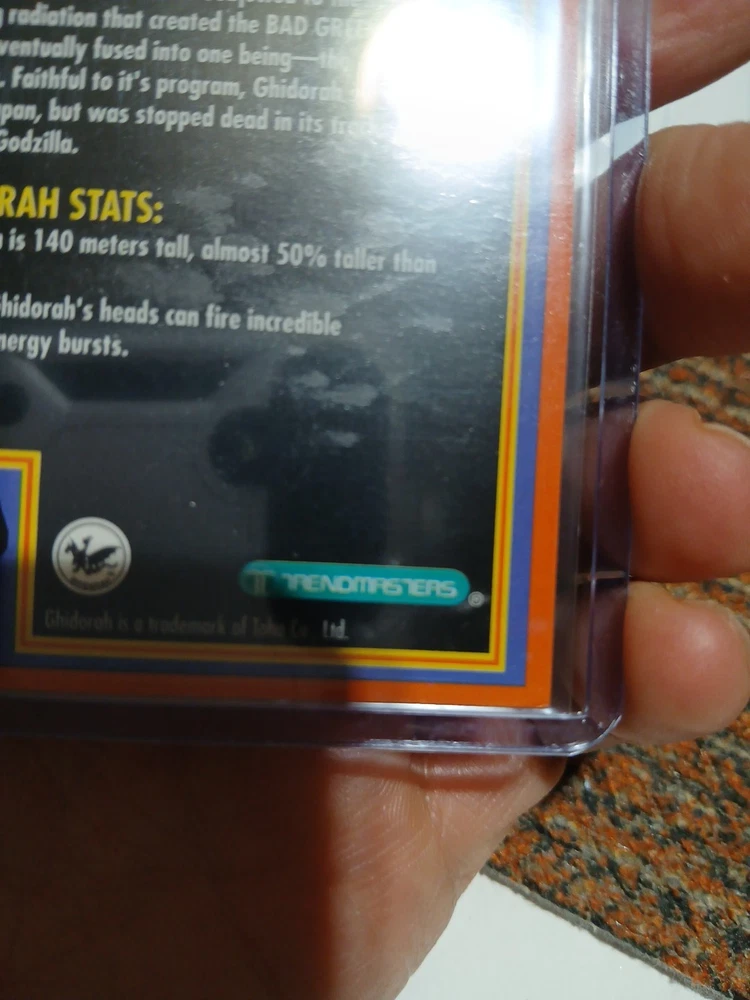 radiation that created the BAD
ventually fused into one being—
. Faithful to it's program, Ghidorah
pan, but was stopped dead in its
Godzilla.
RAH STATS:
is 140 meters tall, almost 50% taller than
hidorah's heads can fire incredible
nergy bursts.
TRENDMASTERS ®
Ghidorah is a trademark of Toho Co. Ltd.